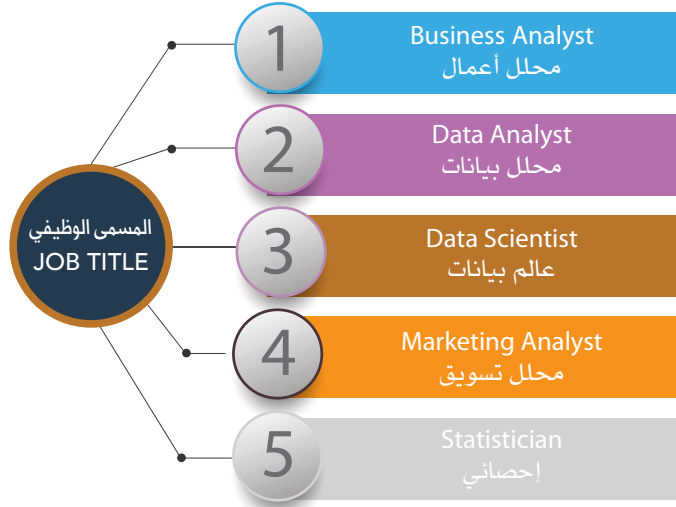 المسمى الوظيفي
JOB TITLE
1
Business Analyst
محلل أعمال
2
Data Analyst
محلل بيانات
3
Data Scientist
عالم بيانات
4
Marketing Analyst
محلل تسويق
5
Statistician
إحصائي